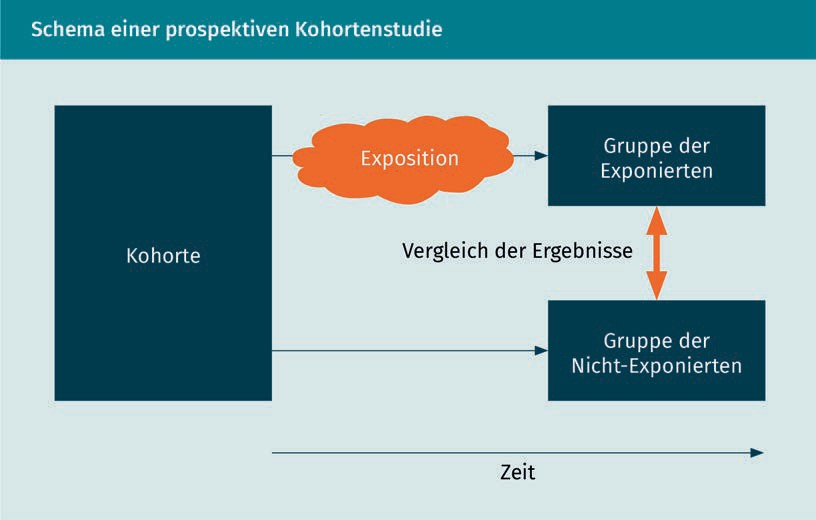 Schema einer prospektiven Kohortenstudie
Kohorte
Exposition
Gruppe der
Exponierten
Vergleich der Ergebnisse
Gruppe der
Nicht-Exponierten
Zeit